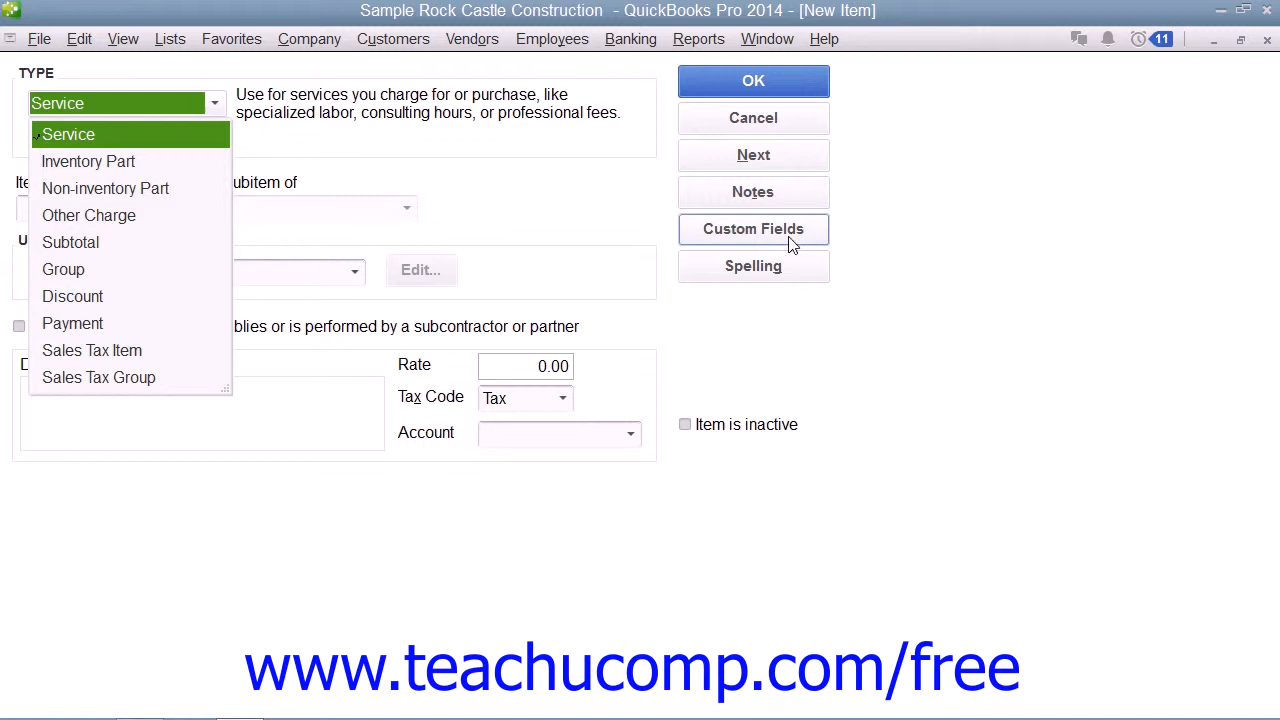 Sample Rock Castle Construction - QuickBooks Pro 2014 - [New Item]
File Edit View Lists Favorites Company Customers Vendors Employees Banking Reports Window Help 11
TYPE
Service
Use for services you charge for or purchase, like
specialized labor, consulting hours, or professional fees.
Service
Inventory Part
Non-inventory Part
Other Charge
Subtotal
Group
Discount
Payment
Sales Tax Item
Sales Tax Group
ubitem of
Edit...
blies or is performed by a subcontractor or partner
Rate 0.00
Tax Code Tax
Account
OK
Cancel
Next
Notes
Custom Fields
Spelling
Item is inactive
www.teachucomp.com/free